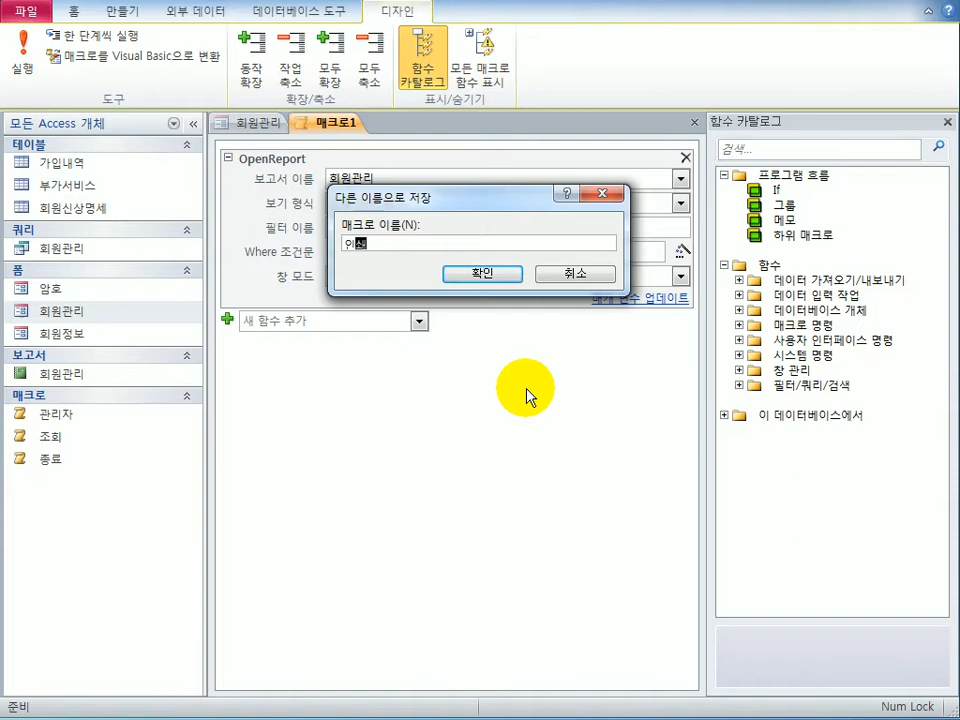 파일 홈 만들기 외부 데이터 데이터베이스 도구 디자인
실행
한 단계씩 실행
매크로를 Visual Basic으로 변환
도구
동작 확장
작업 축소
모두 확장
모두 축소
확장/축소
함수 카탈로그
모든 매크로 함수 표시
표시/숨기기
모든 Access 개체
테이블
가입내역
부가서비스
회원신상명세
쿼리
회원관리
폼
암호
회원관리
회원정보
보고서
회원관리
매크로
관리자
조회
종료
회원관리 매크로1
OpenReport
보고서 이름 회원관리
보기 형식
필터 이름
Where 조건문
창 모드
매개 변수 업데이트
새 함수 추가
다른 이름으로 저장
매크로 이름(N):
확인 취소
함수 카탈로그
검색...
프로그램 흐름
If
그룹
메모
하위 매크로
함수
데이터 가져오기/내보내기
데이터 입력 작업
데이터베이스 개체
매크로 명령
사용자 인터페이스 명령
시스템 명령
창 관리
필터/쿼리/검색
이 데이터베이스에서
준비
Num Lock